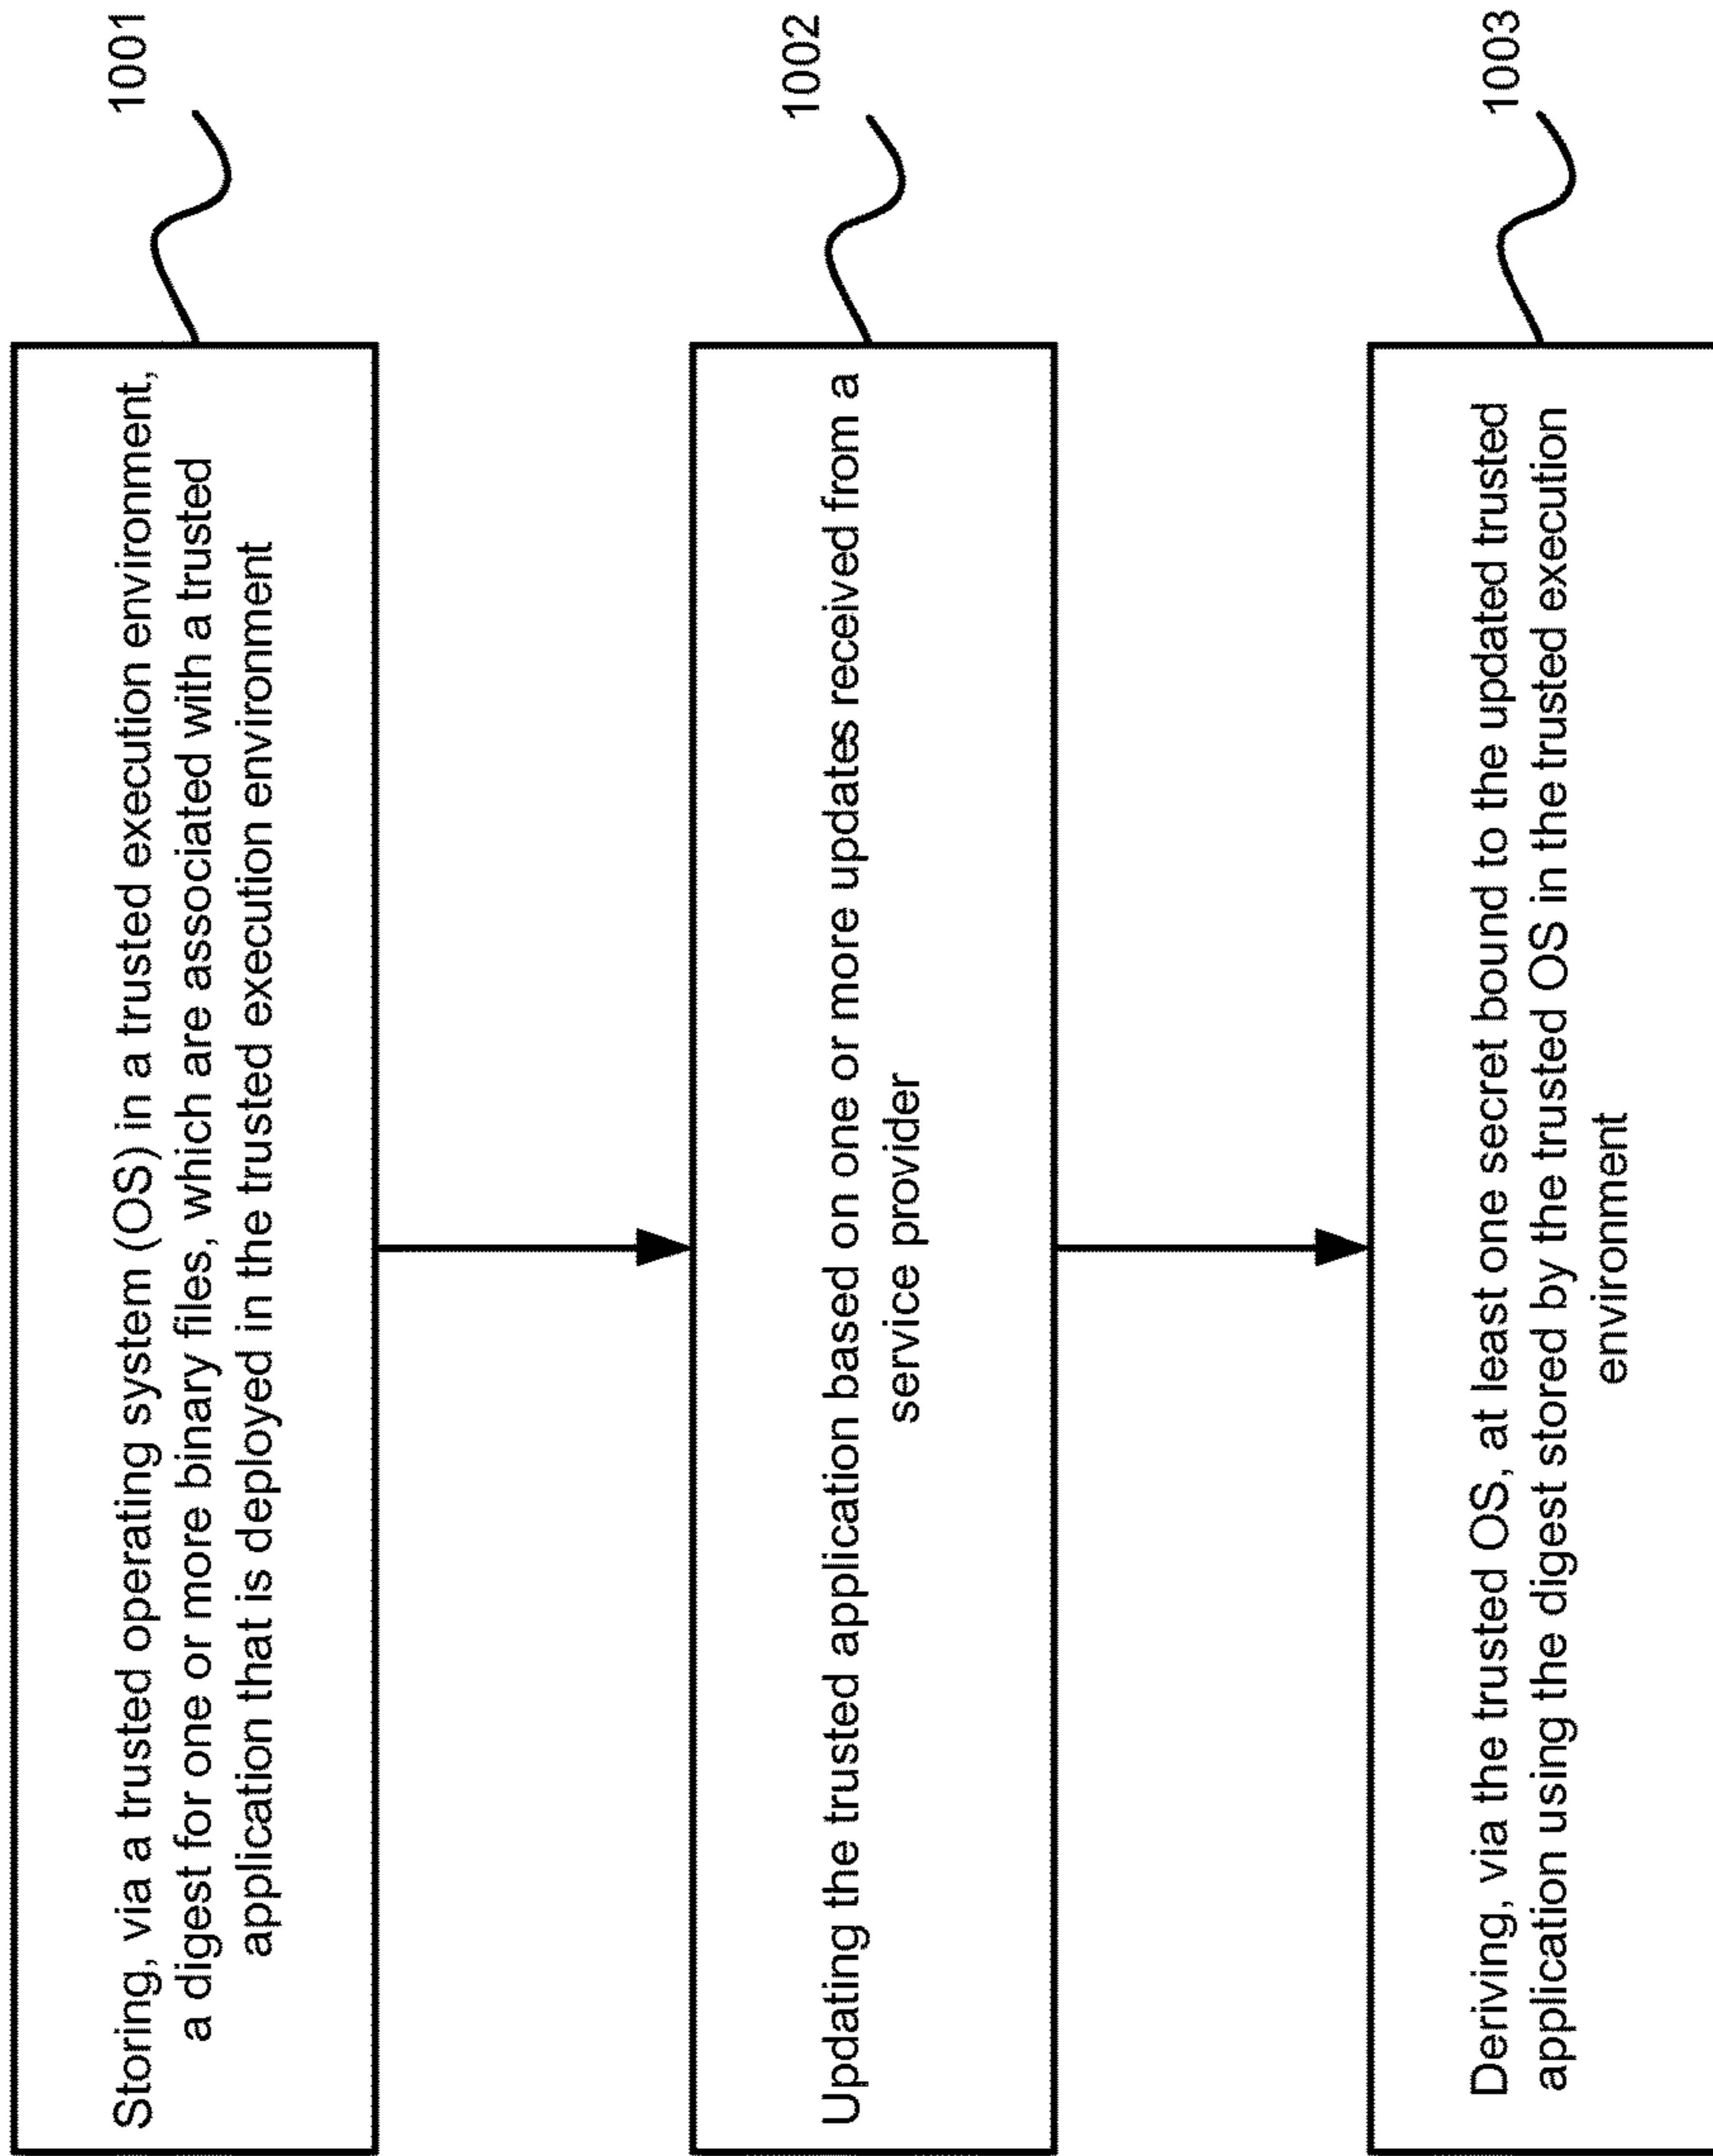 Storing, via a trusted operating system (OS) in a trusted execution environment,
a digest for one or more binary files, which are associated with a trusted
application that is deployed in the trusted execution environment
1001
Updating the trusted application based on one or more updates received from a
service provider
1002
Deriving, via the trusted OS, at least one secret bound to the updated trusted
application using the digest stored by the trusted OS in the trusted execution
environment
1003